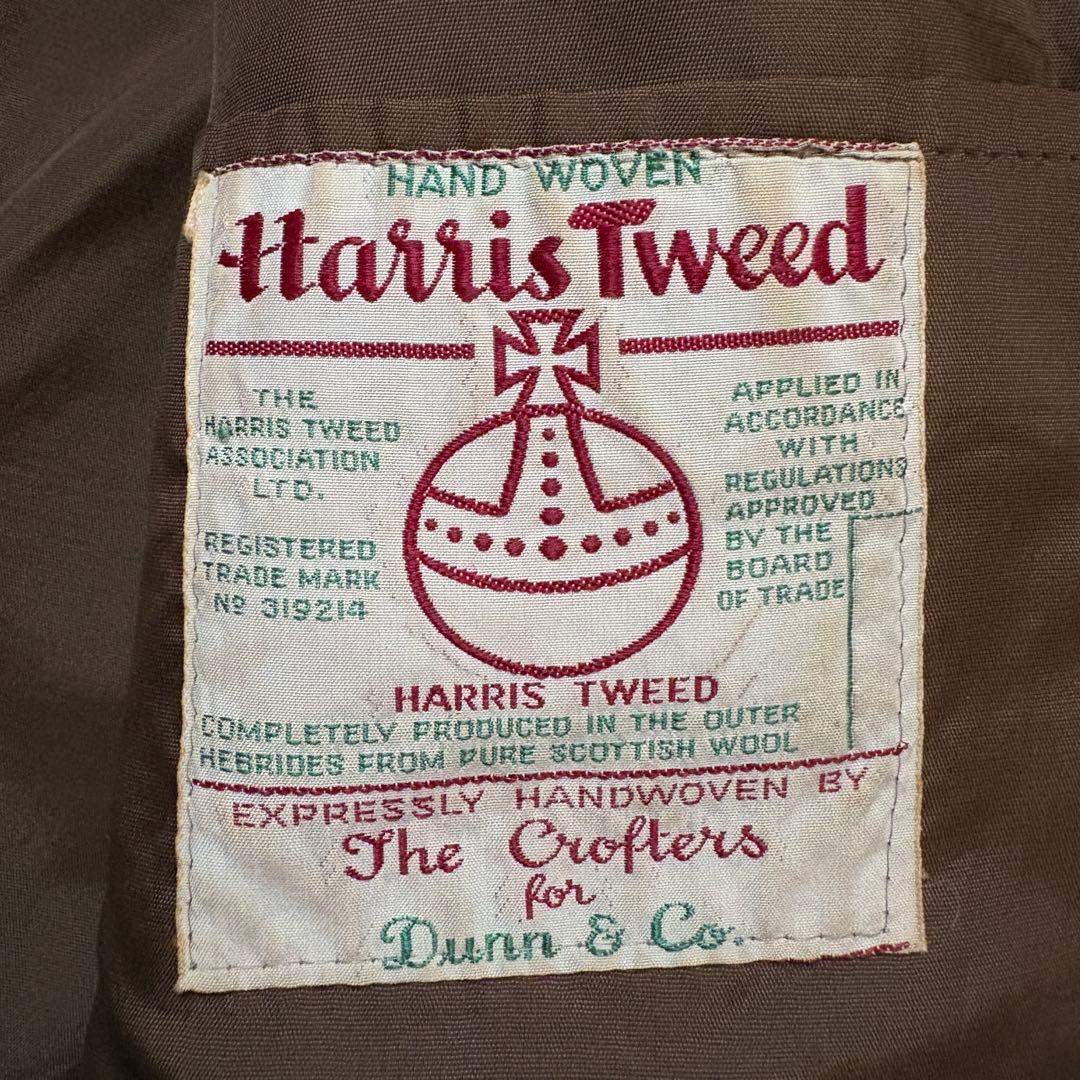 HAND WOVEN
Harris Tweed
THE
HARRIS TWEED
ASSOCIATION
LTD.
REGISTERED
TRADE MARK
Nº 319214
APPLIED IN
ACCORDANCE
WITH
REGULATIONS
APPROVED
BY THE
BOARD
OF TRADE
HARRIS TWEED
COMPLETELY PRODUCED IN THE OUTER
HEBRIDES FROM PURE SCOTTISH WOOL
EXPRESSLY HANDWOVEN BY
The Crofters
for
Dunn & Co.